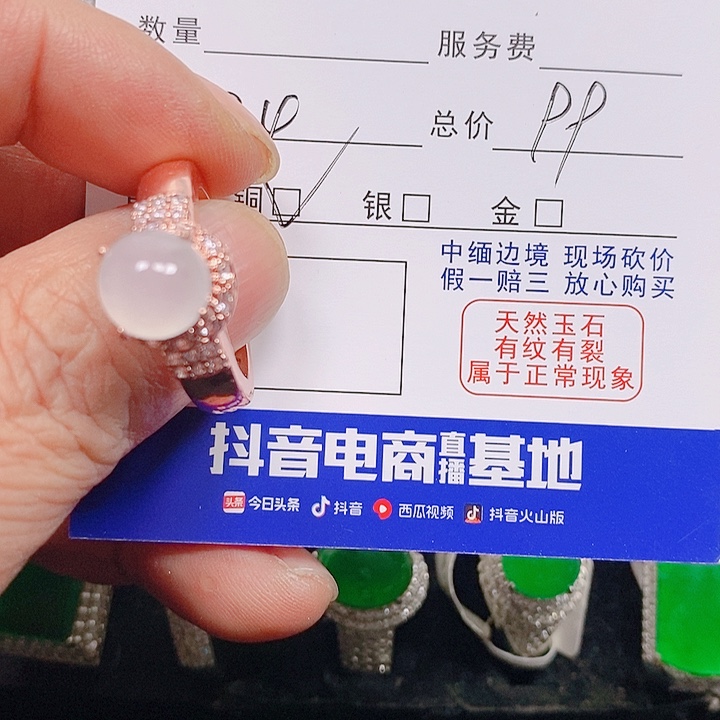 数量 服务费
总价 PP
铜 银 金
中缅边境 现场砍价
假一赔三 放心购买
天然玉石
有纹有裂
属于正常现象
抖音电商直播基地
头条 今日头条 抖音 西瓜视频 抖音火山版